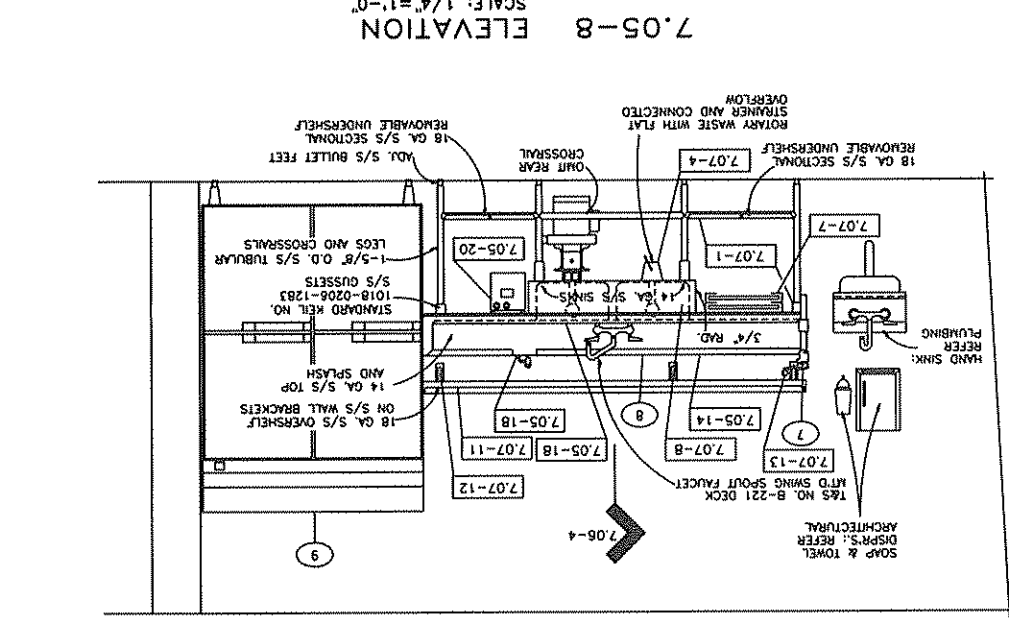 9
7.06-4
SOAP & TOWEL
DISPR'S.: REFER
ARCHITECTURAL
T&S NO. B-221 DECK
MT'D SWING SPOUT FAUCET
7.07-13
7
7.07-8
7.05-18
7.07-11
7.07-12
7.05-14
8
7.05-18
18 GA. S/S OVERSHELF
ON S/S WALL BRACKETS
14 GA. S/S TOP
AND SPLASH
HAND SINK:
REFER
PLUMBING
3/4" RAD.
14 GA. S/S SINKS
STANDARD KEIL NO.
1018-0206-1283
S/S GUSSETS
7.07-7
7.07-1
7.05-20
1-5/8" O.D. S/S TUBULAR
LEGS AND CROSSRAILS
18 GA. S/S SECTIONAL
REMOVABLE UNDERSHELF
7.07-4
ROTARY WASTE WITH FLAT
STRAINER AND CONNECTED
OVERFLOW
OMIT REAR
CROSSRAIL
ADJ. S/S BULLET FEET
18 GA. S/S SECTIONAL
REMOVABLE UNDERSHELF
7.05-8 ELEVATION
SCALE: 1/4"=1'-0"